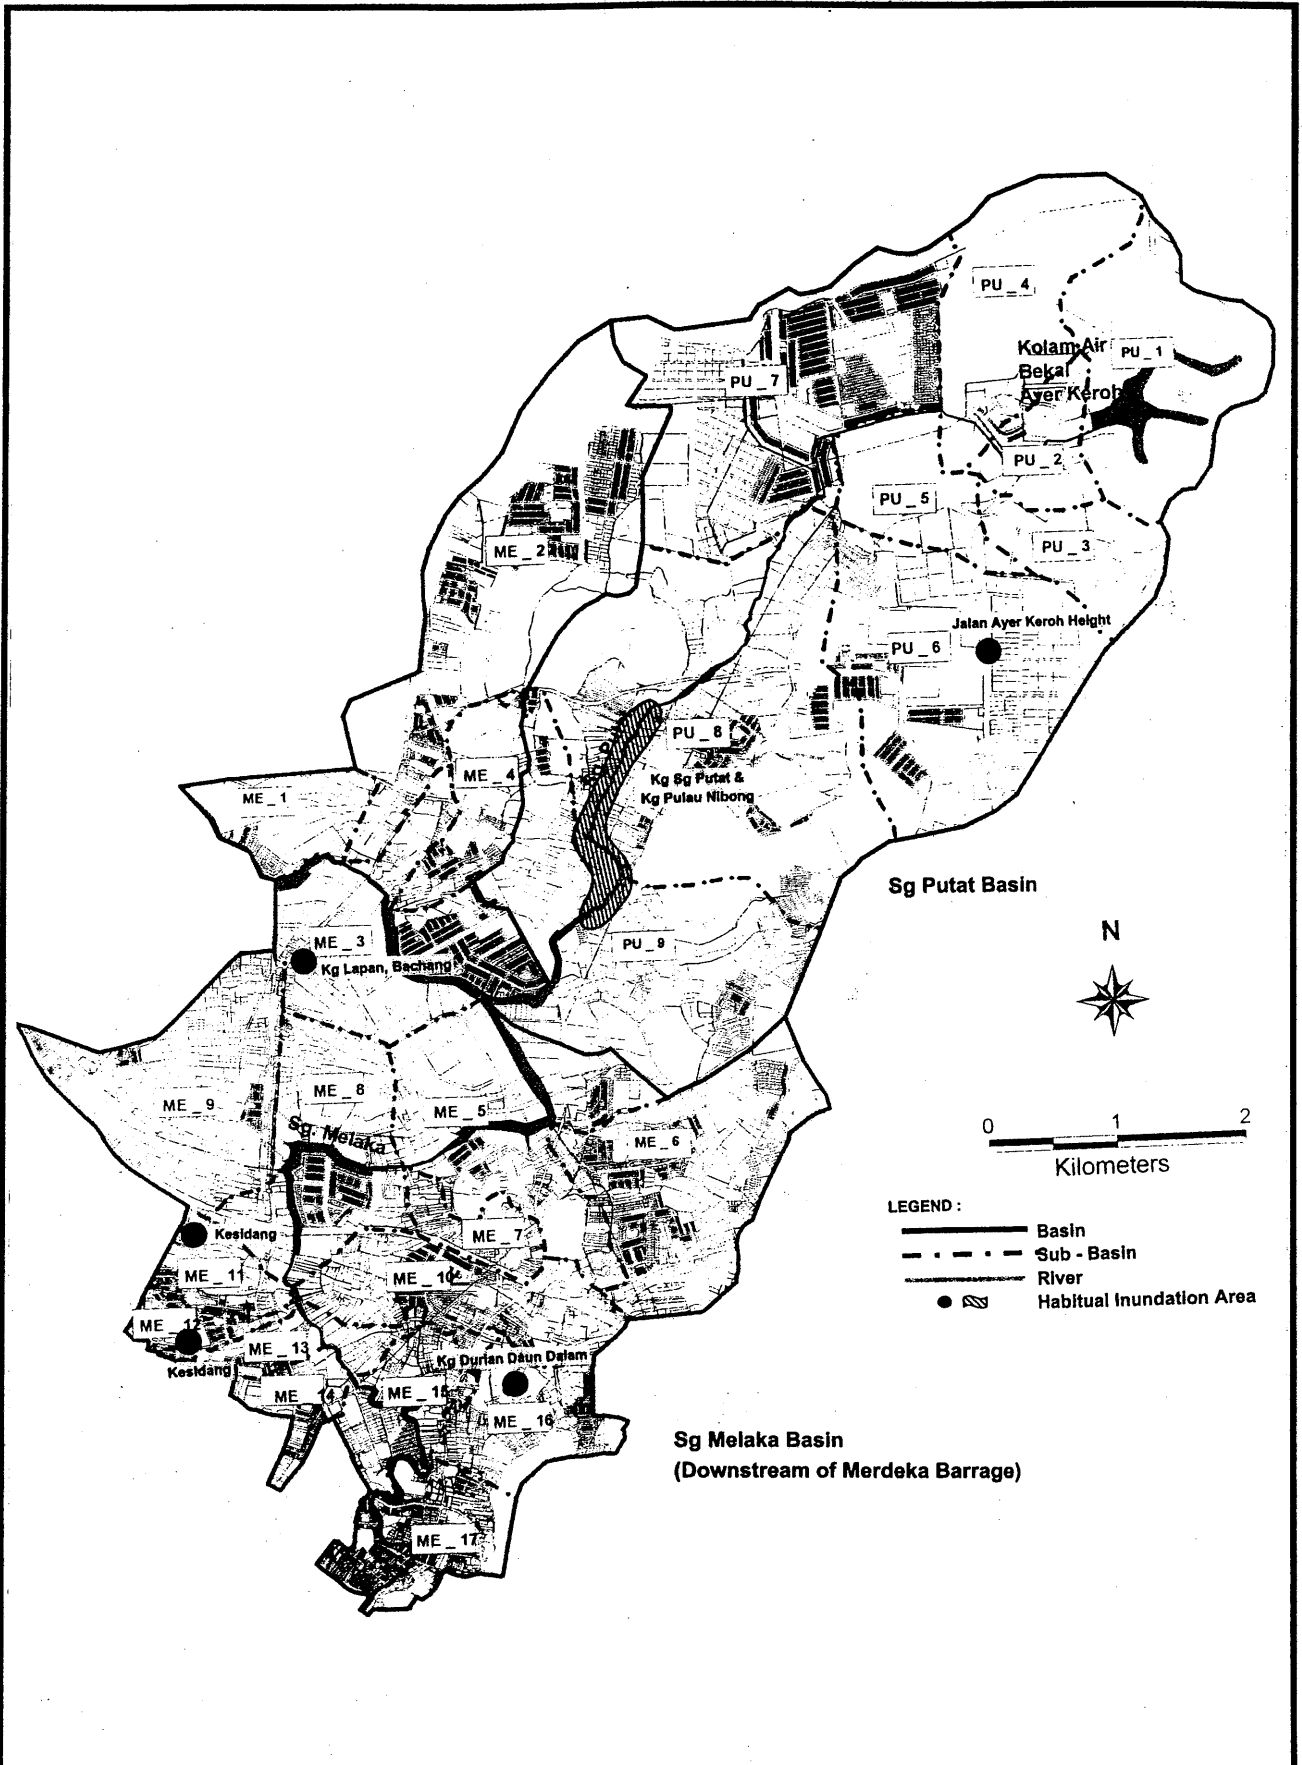 PU _ 4
Kolam Air
Bekal
Ayer Keroh
PU _ 1
PU _ 7
PU _ 2
PU _ 5
PU _ 3
ME _ 2
Jalan Ayer Keroh Height
PU _ 6
PU _ 8
Kg Sg Putat &
Kg Pulau Nibong
ME _ 4
ME _ 1
Sg Putat Basin
N
ME _ 3
Kg Lapan, Bachang
PU _ 9
ME _ 8
ME _ 9
ME _ 5
Sg. Melaka
ME _ 6
0 1 2
Kilometers
LEGEND :
Basin
Sub - Basin
River
Habitual Inundation Area
Kesidang
ME _ 7
ME _ 11
ME _ 10
ME _ 12
ME _ 13
Kesidang
Kg Durian Daun Dalam
ME _ 14
ME _ 15
ME _ 16
Sg Melaka Basin
(Downstream of Merdeka Barrage)
ME _ 17